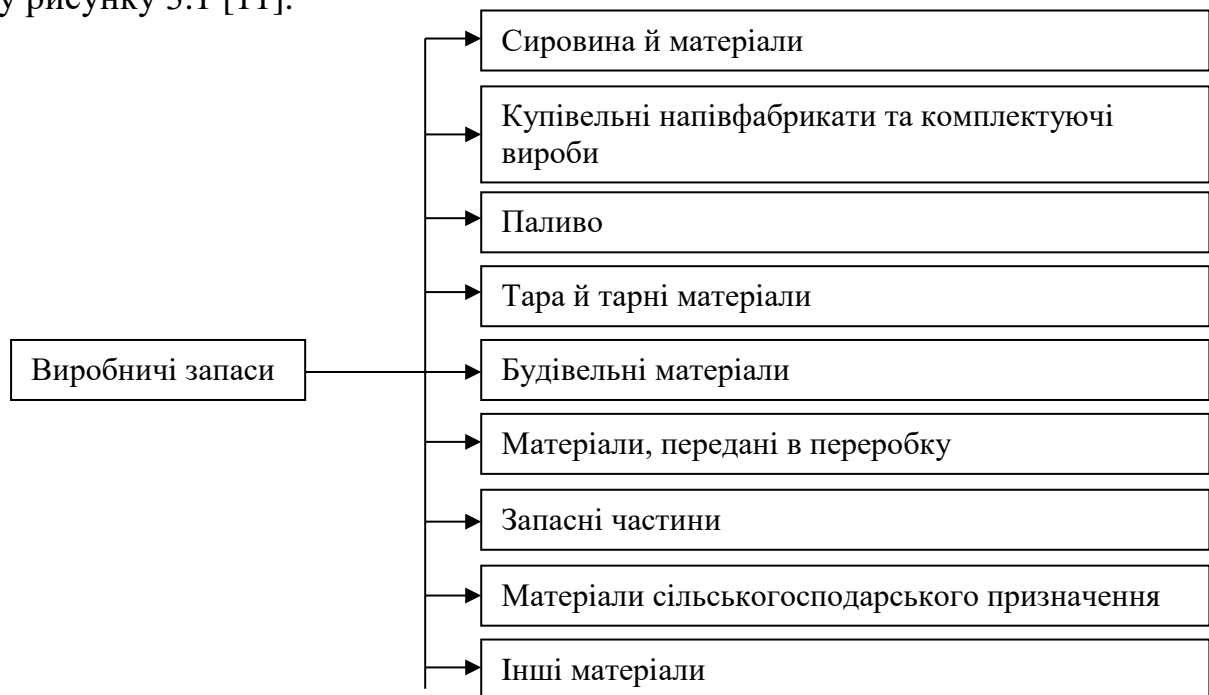 у рисунку 3.1 [11].
Сировина й матеріали
Купівельні напівфабрикати та комплектуючі
вироби
Паливо
Тара й тарні матеріали
Виробничі запаси
Будівельні матеріали
Матеріали, передані в переробку
Запасні частини
Матеріали сільськогосподарського призначення
Інші матеріали